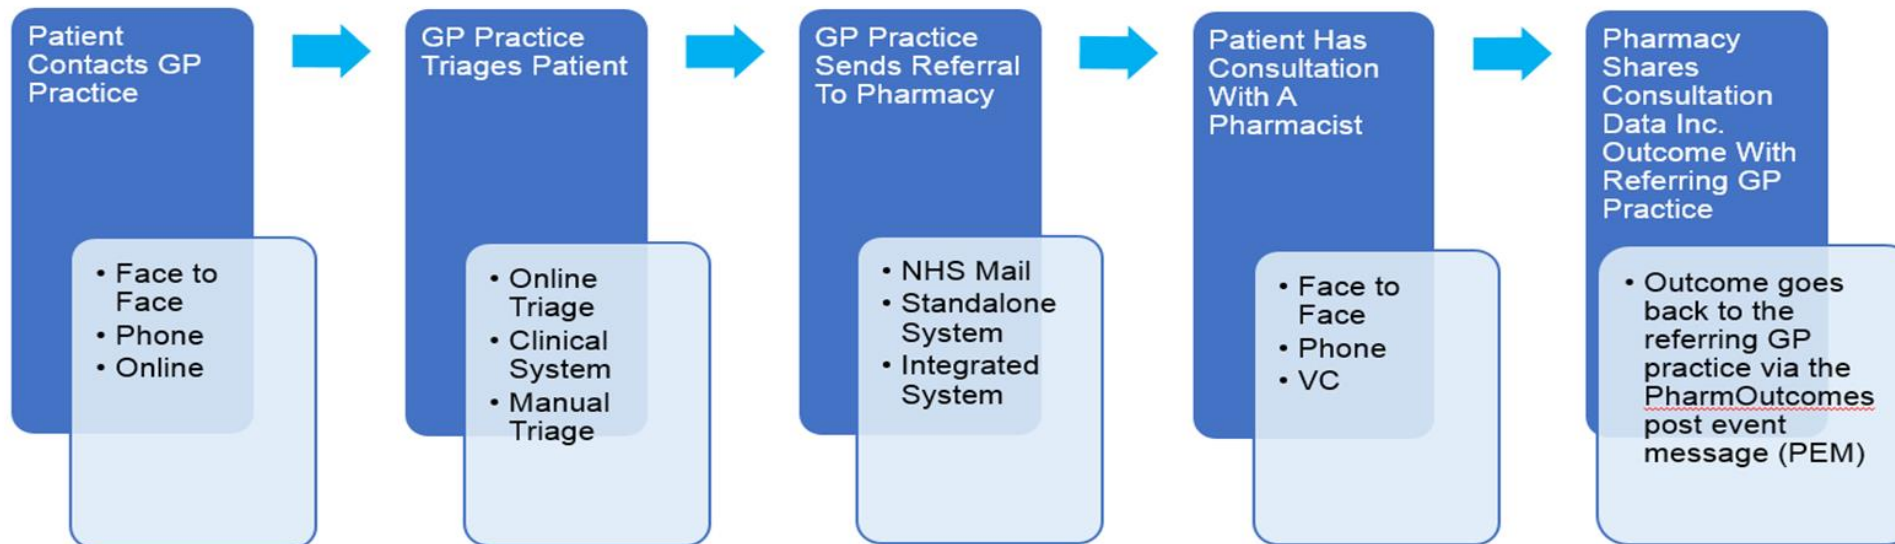 Patient
Contacts GP
Practice
• Face to
Face
• Phone
• Online
GP Practice
Triages Patient
• Online
Triage
• Clinical
System
• Manual
Triage
GP Practice
Sends Referral
To Pharmacy
• NHS Mail
• Standalone
System
• Integrated
System
Patient Has
Consultation
With A
Pharmacist
• Face to
Face
• Phone
• VC
Pharmacy
Shares
Consultation
Data Inc.
Outcome With
Referring GP
Practice
• Outcome goes
back to the
referring GP
practice via the
PharmOutcomes
post event
message (PEM)